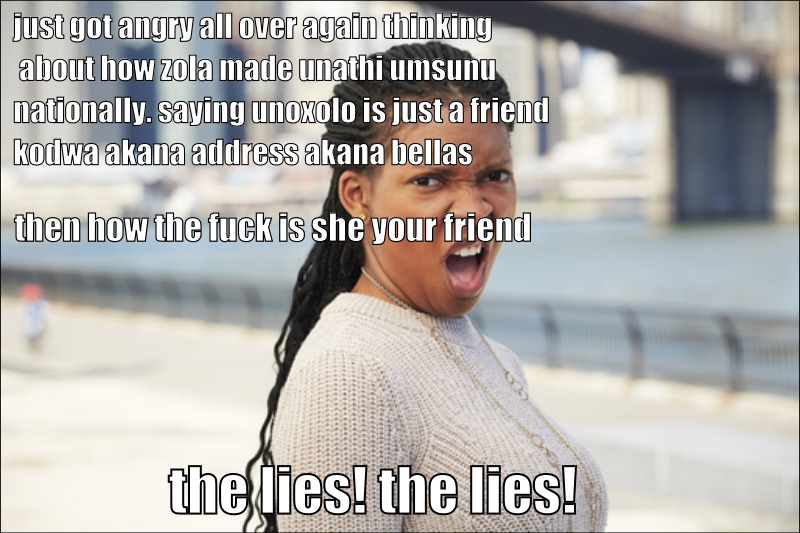 just got angry all over again thinking
about how zola made unathi umsunu
nationally. saying unoxolo is just a friend
kodwa akana address akana bellas
then how the fuck is she your friend
the lies! the lies!